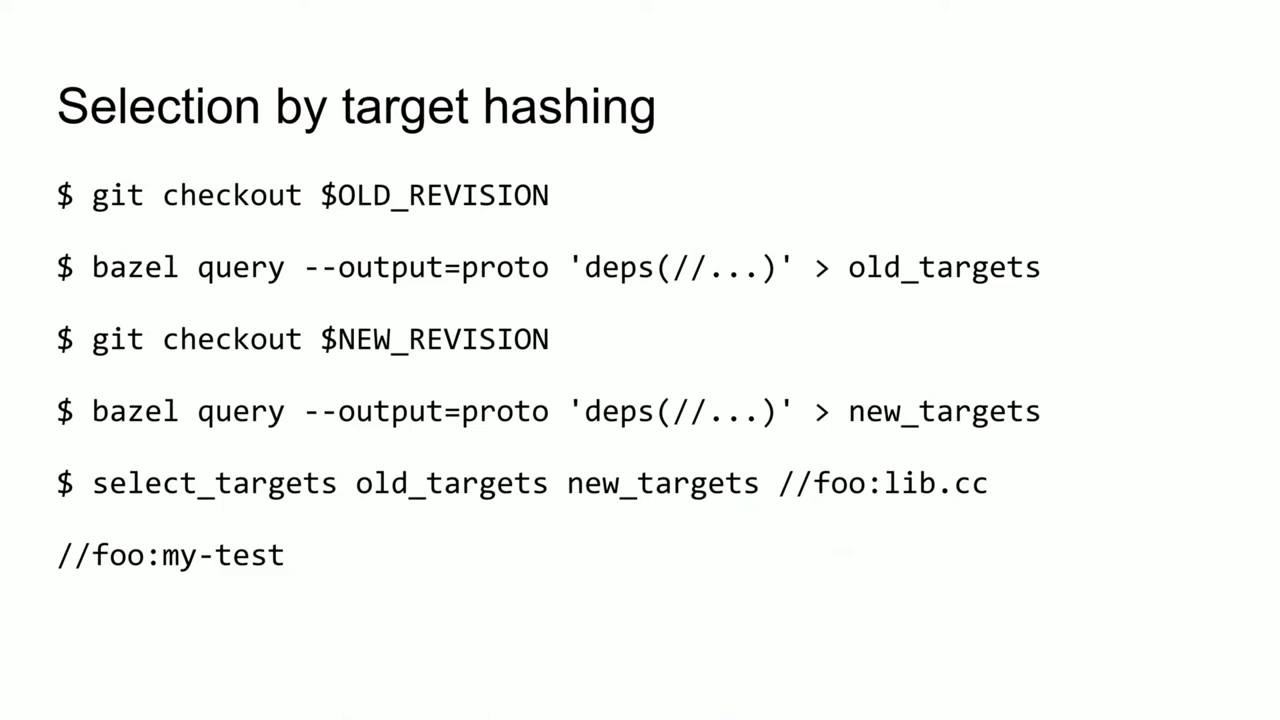 Selection by target hashing
$ git checkout $OLD_REVISION
$ bazel query --output=proto 'deps(//...)' > old_targets
$ git checkout $NEW_REVISION
$ bazel query --output=proto 'deps(//...)' > new_targets
$ select_targets old_targets new_targets //foo:lib.cc
//foo:my-test